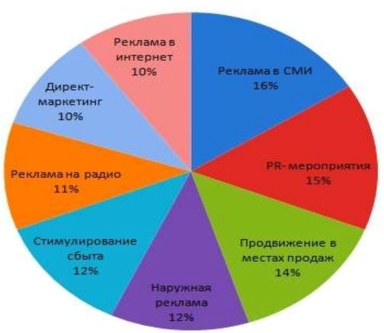 Реклама в СМИ
16%
PR- мероприятия
15%
Продвижение в
местах продаж
14%
Наружная
реклама
12%
Стимулирование
сбыта
12%
Реклама на радио
11%
Директ-
маркетинг
10%
Реклама в
интернет
10%